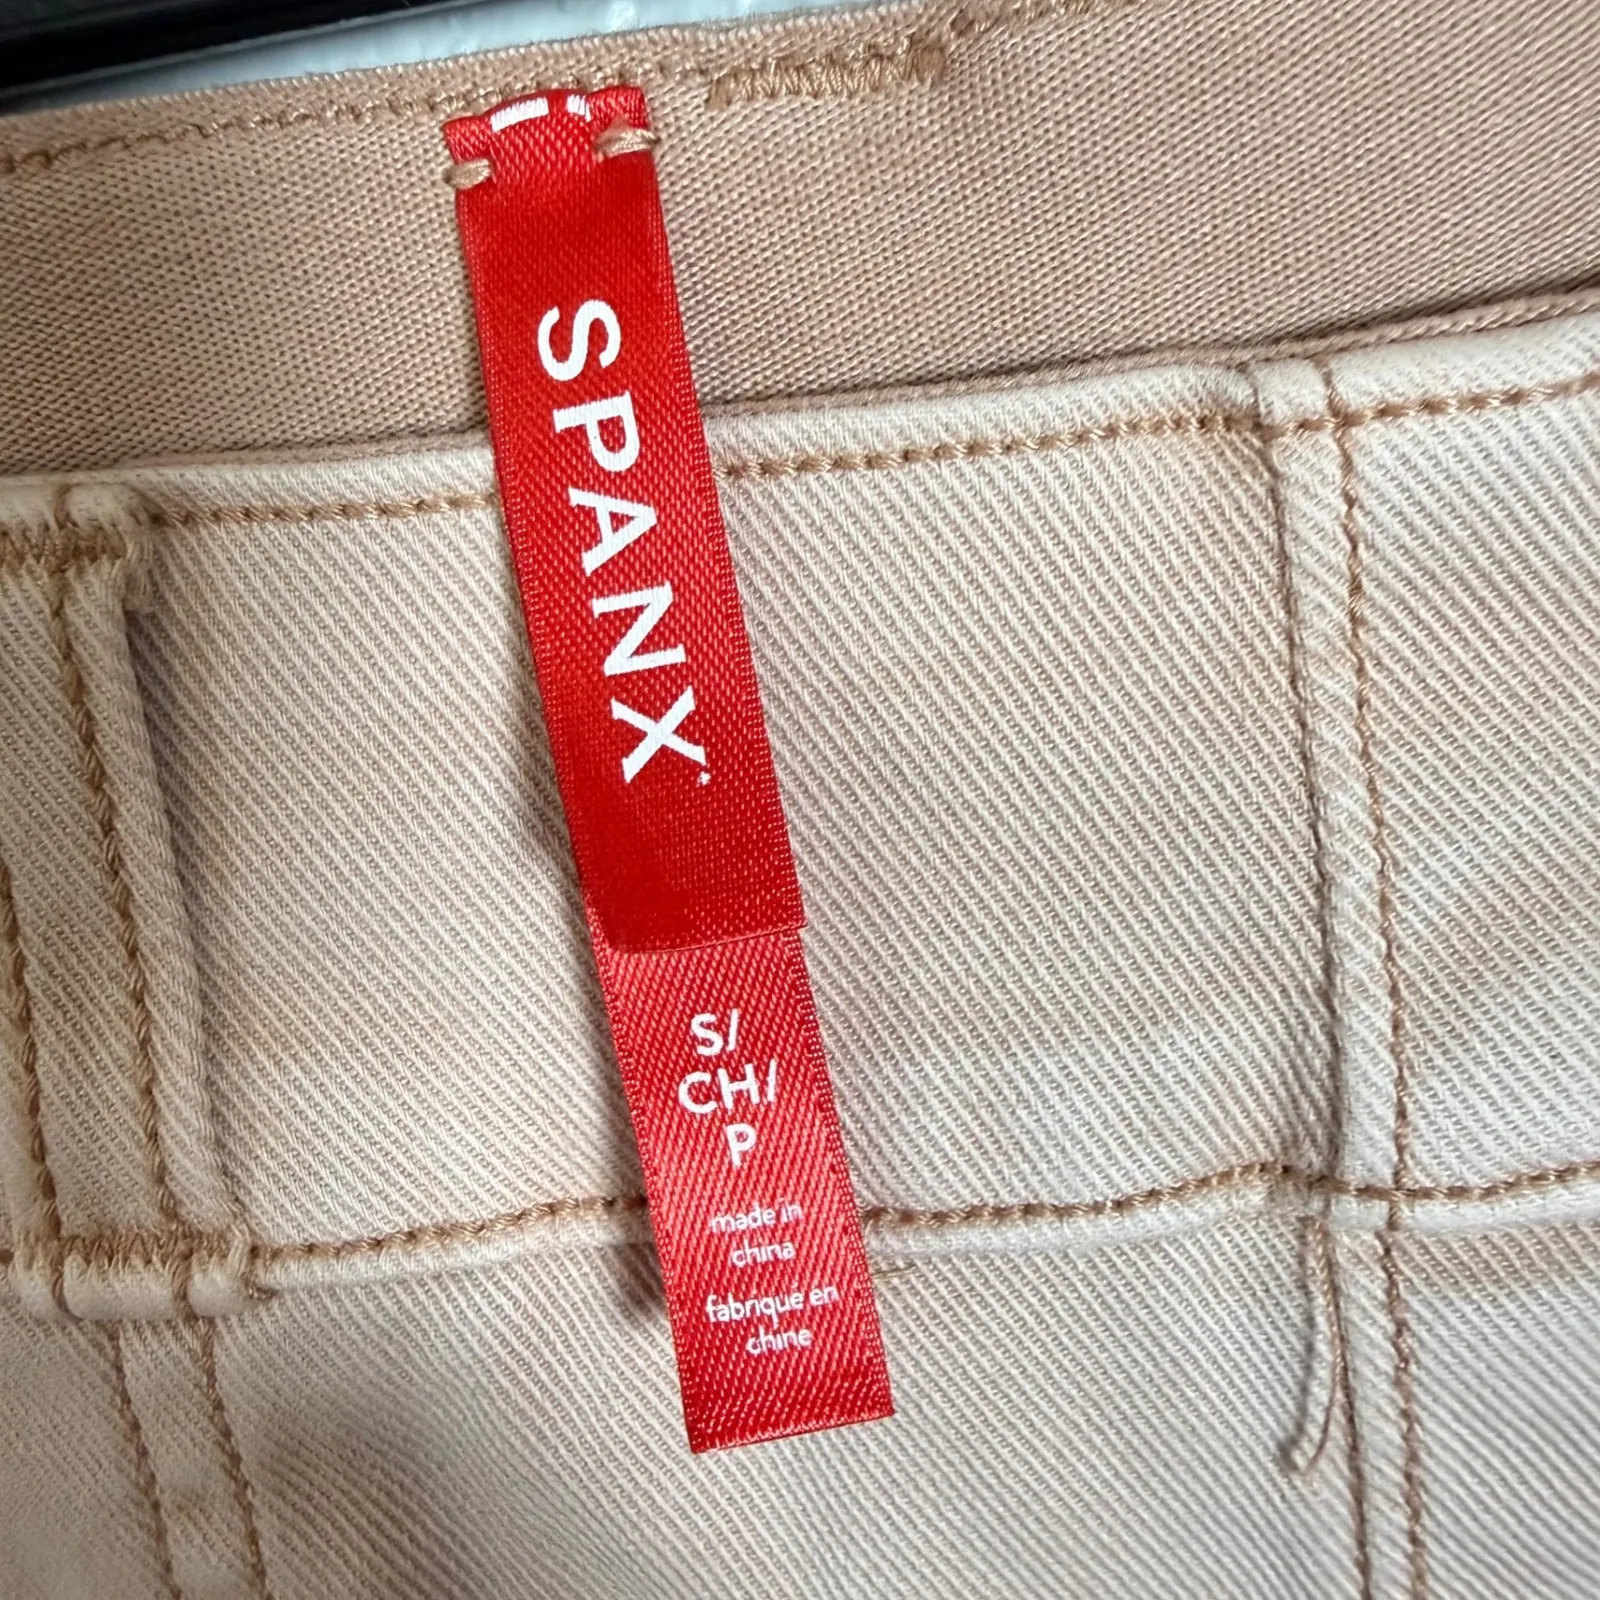 SPANX
S/
CH/
P
made in
china
fabriqué en
chine